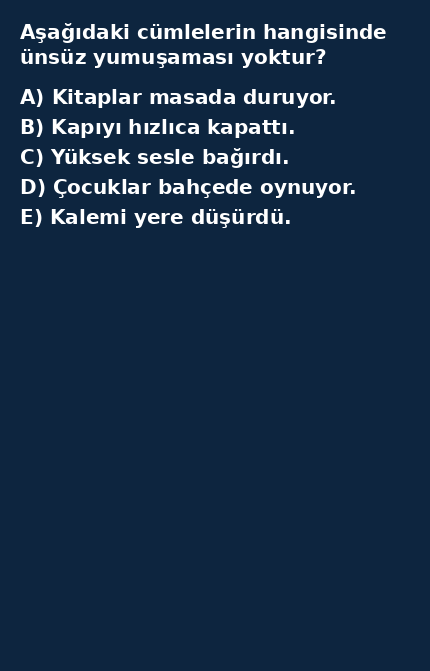 Aşağıdaki cümlelerin hangisinde
ünsüz yumuşaması yoktur?
A) Kitaplar masada duruyor.
B) Kapıyı hızlıca kapattı.
C) Yüksek sesle bağırdı.
D) Çocuklar bahçede oynuyor.
E) Kalemi yere düşürdü.